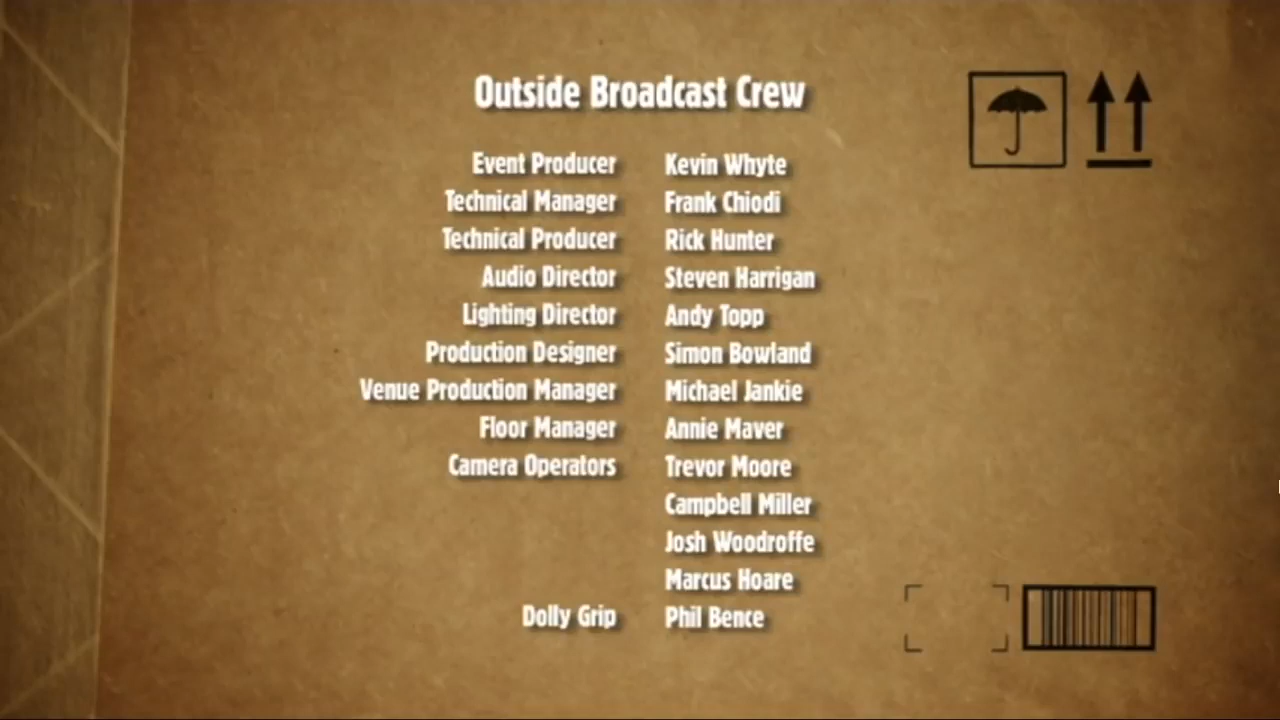 Outside Broadcast Crew
Event Producer Kevin Whyte
Technical Manager Frank Chiodi
Technical Producer Rick Hunter
Audio Director Steven Harrigan
Lighting Director Andy Topp
Production Designer Simon Bowland
Venue Production Manager Michael Jankie
Floor Manager Annie Maver
Camera Operators Trevor Moore
Campbell Miller
Josh Woodroffe
Marcus Hoare
Dolly Grip Phil Bence